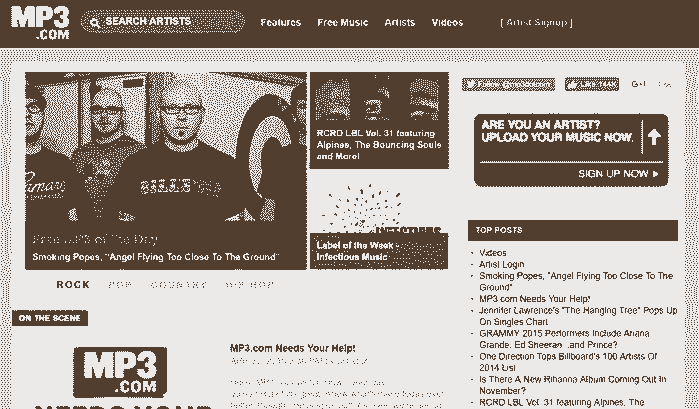 MP3
.COM
SEARCH ARTISTS
Features
Free Music
Artists
Videos
[ Artist Signup ]
Free MP3 of The Day
Smoking Popes, "Angel Flying Too Close To The Ground"
RCRD LBL Vol. 31 featuring
Alpines, The Bouncing Souls
and More!
Label of the Week -
Infectious Music
ARE YOU AN ARTIST?
UPLOAD YOUR MUSIC NOW.
SIGN UP NOW
TOP POSTS
Videos
Artist Login
Smoking Popes, "Angel Flying Too Close To The
Ground"
MP3.com Needs Your Help!
Jennifer Lawrence's "The Hanging Tree" Pops Up
On Singles Chart
GRAMMY 2015 Performers Include Ariana
Grande, Ed Sheeran...and Prince?
One Direction Tops Billboard's 100 Artists Of
2014 List
Is There A New Rihanna Album Coming Out In
November?
RCRD LBL Vol. 31 featuring Alpines, The
ROCK
POP
COUNTRY
HIP HOP
ON THE SCENE
MP3
.COM
NEEDS YOUR
MP3.com Needs Your Help!